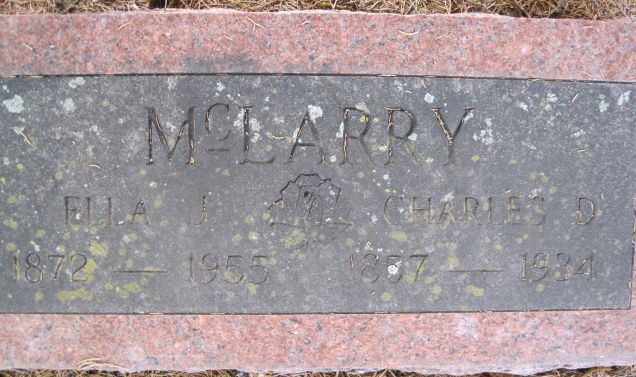 McLARRY
ELLA J. CHARLES D.
1872 — 1955 1857 — 1934